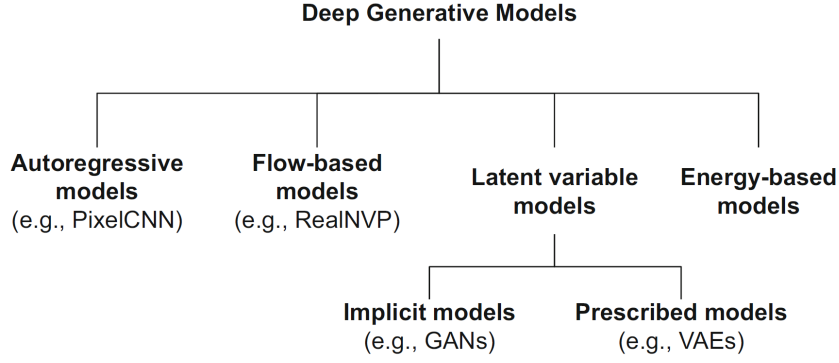 Deep Generative Models
Autoregressive
models
(e.g., PixelCNN)
Flow-based
models
(e.g., RealNVP)
Latent variable
models
Energy-based
models
Implicit models
(e.g., GANs)
Prescribed models
(e.g., VAEs)